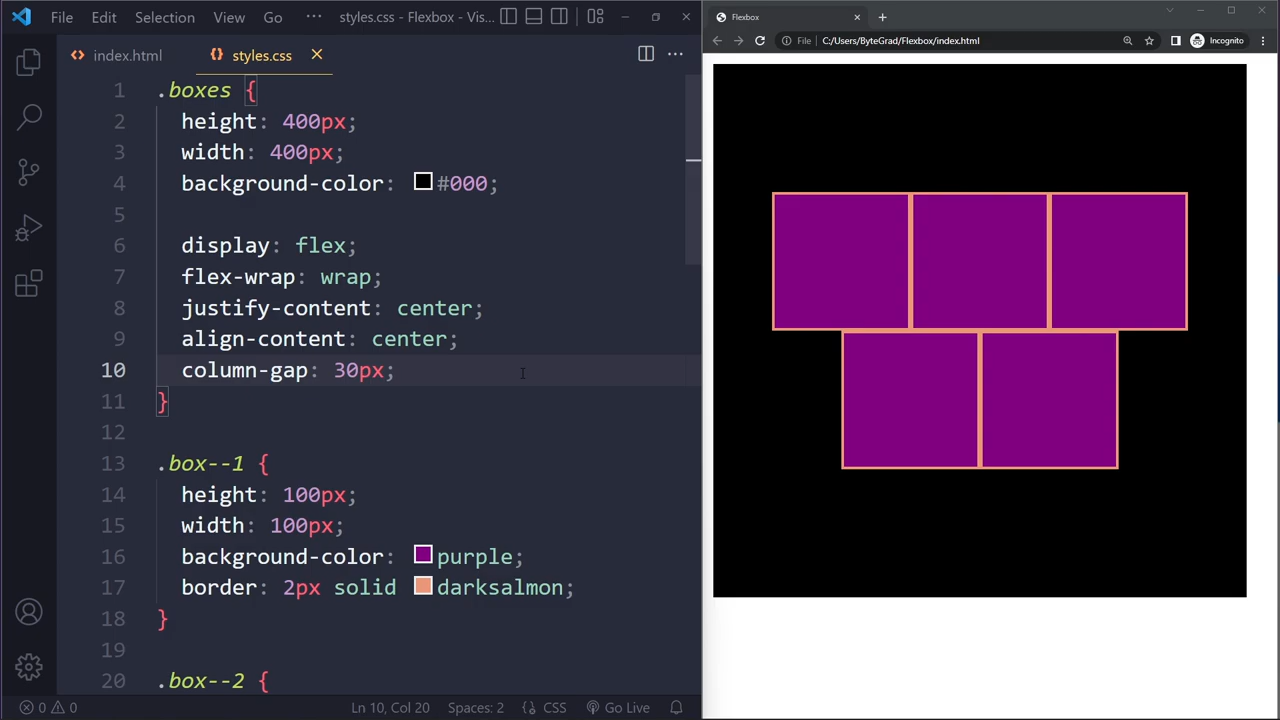 File Edit Selection View Go ··· styles.css - Flexbox - Vis...
index.html styles.css
1 .boxes {
2 height: 400px;
3 width: 400px;
4 background-color: #000;
5
6 display: flex;
7 flex-wrap: wrap;
8 justify-content: center;
9 align-content: center;
10 column-gap: 30px;
11 }
12
13 .box--1 {
14 height: 100px;
15 width: 100px;
16 background-color: purple;
17 border: 2px solid darksalmon;
18 }
19
20 .box--2 {
0 0 Ln 10, Col 20 Spaces: 2 {} CSS Go Live
Flexbox
File C:/Users/ByteGrad/Flexbox/index.html Incognito